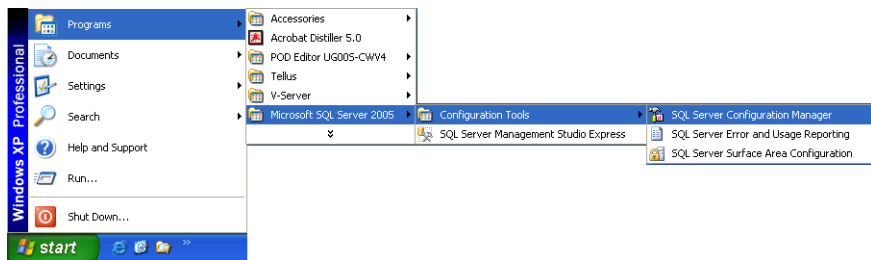 Windows XP Professional
Programs
Documents
Settings
Search
Help and Support
Run...
Shut Down...
start
Accessories
Acrobat Distiller 5.0
POD Editor UG005-CWV4
Tellus
V-Server
Microsoft SQL Server 2005
Configuration Tools
SQL Server Management Studio Express
SQL Server Configuration Manager
SQL Server Error and Usage Reporting
SQL Server Surface Area Configuration